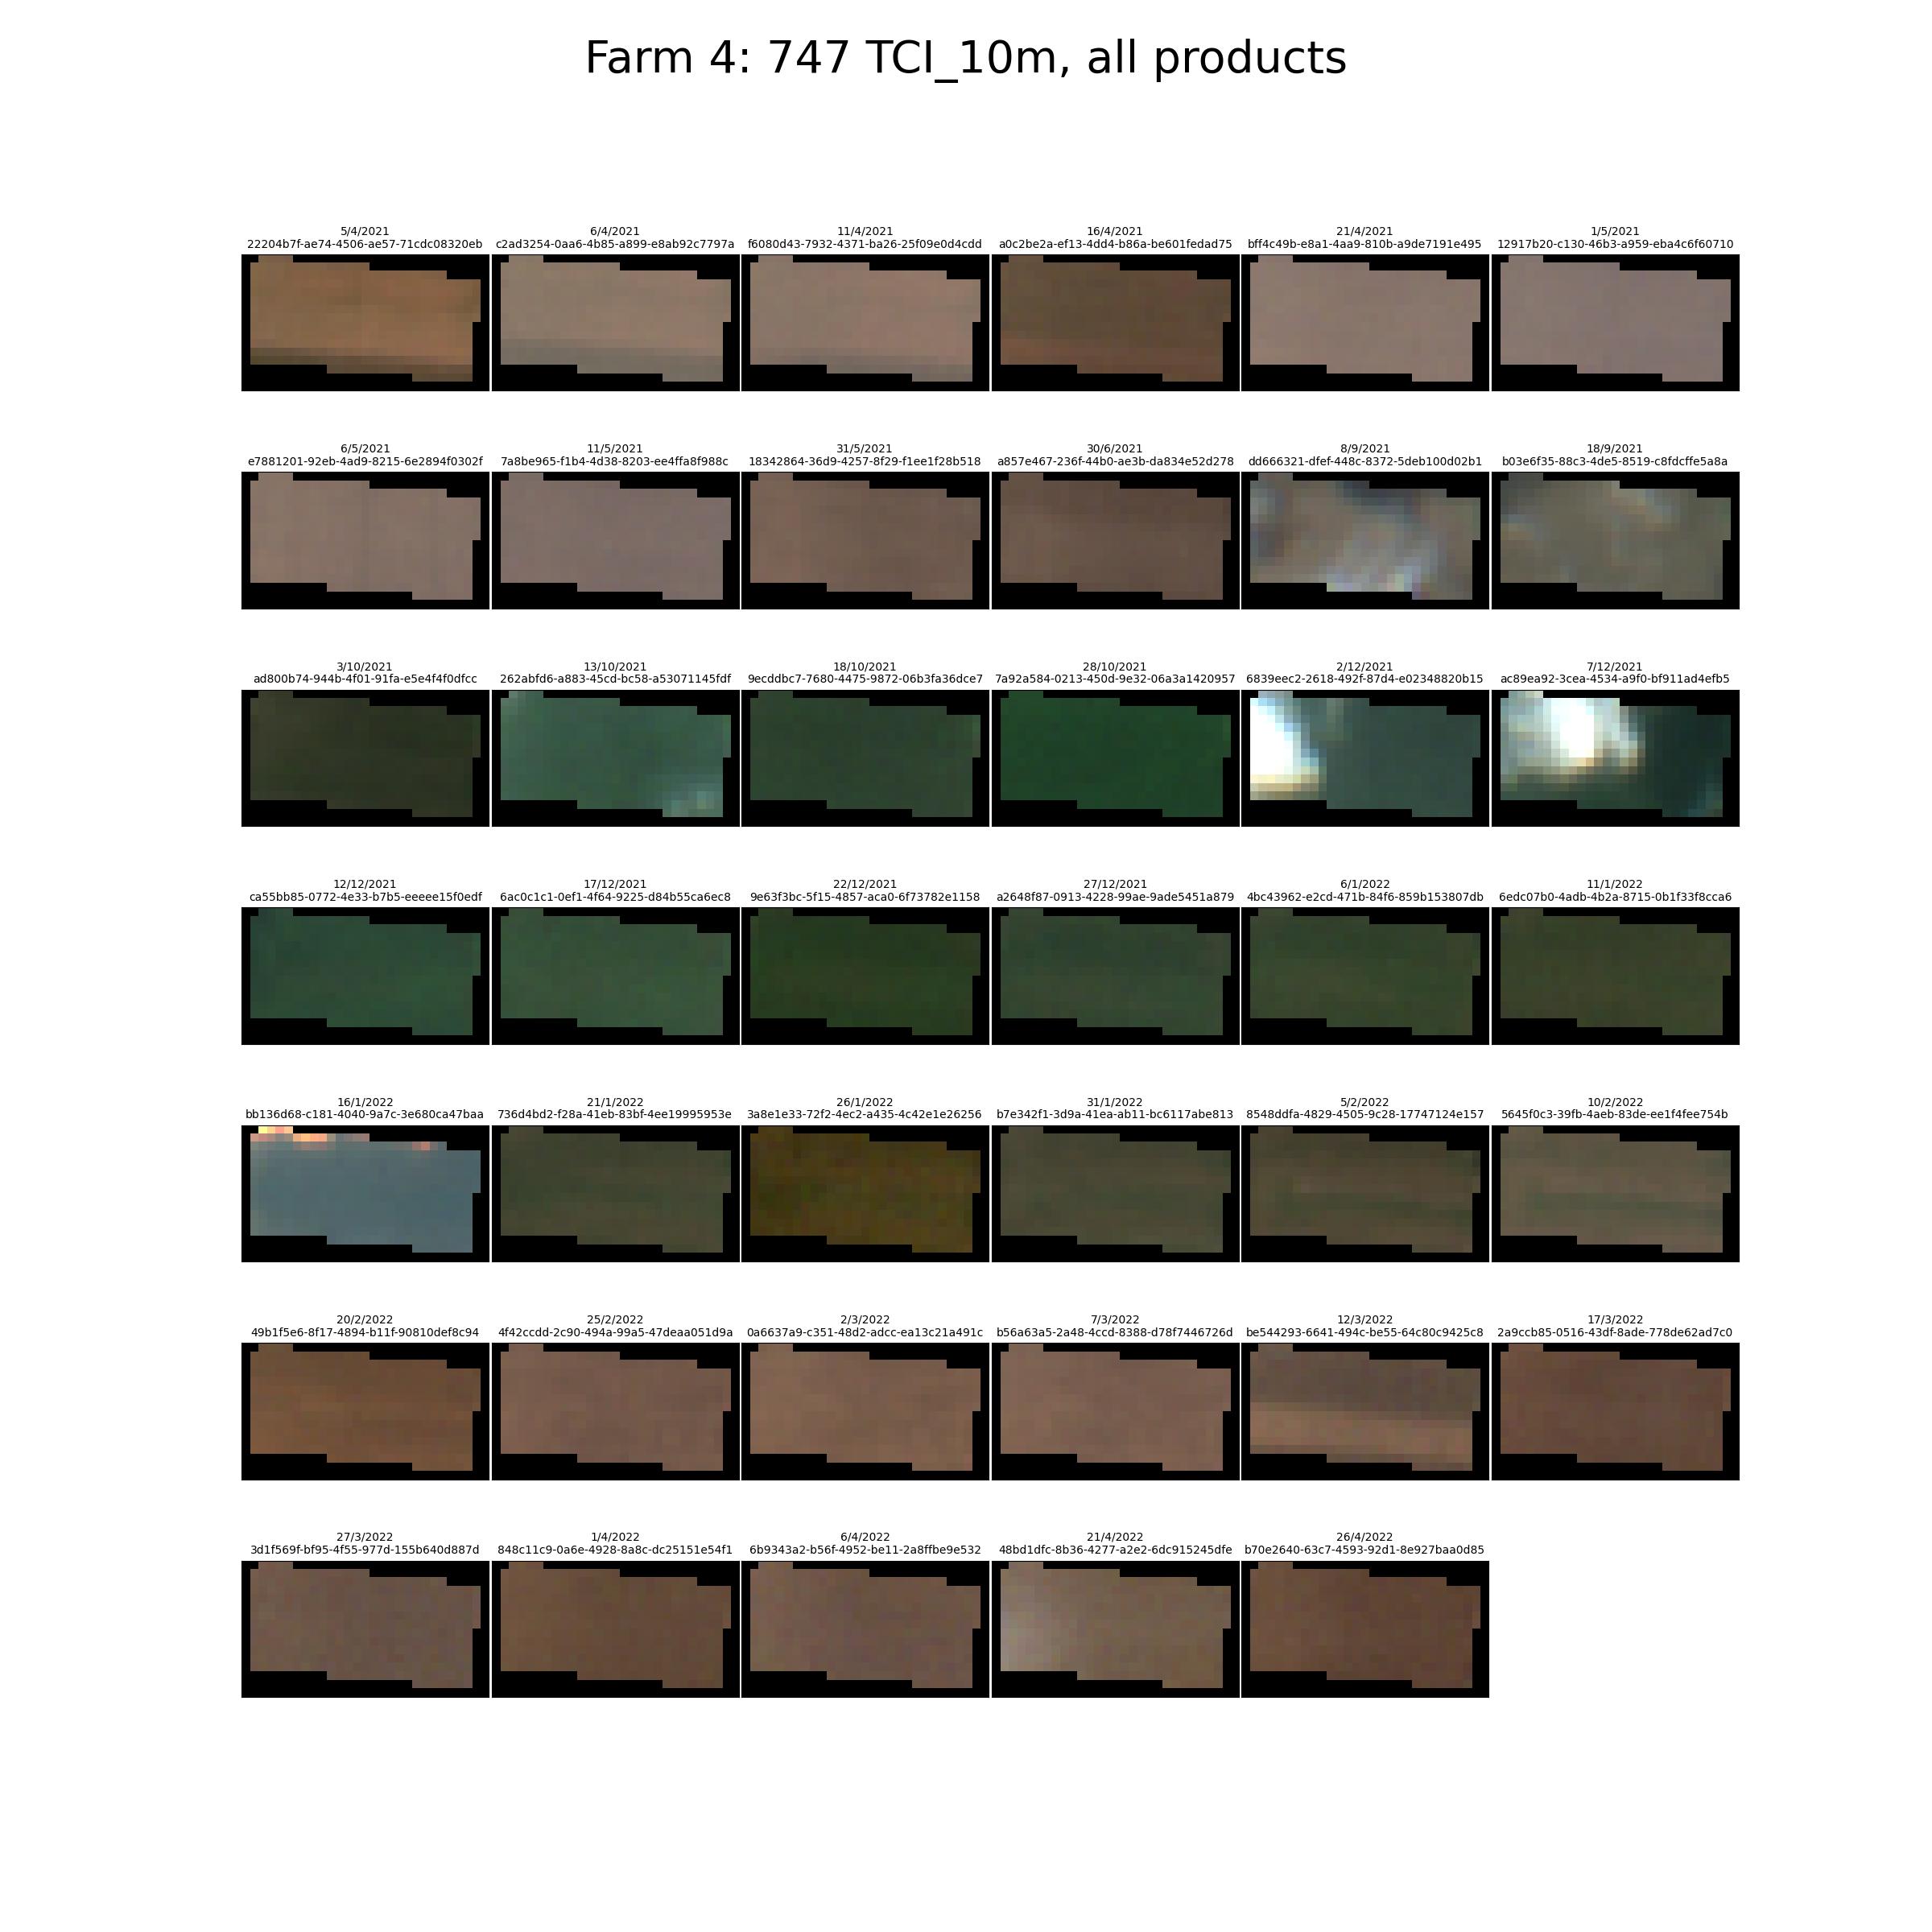 Farm 4: 747 TCI_10m, all products
5/4/2021
22204b7f-ae74-4506-ae57-71cdc08320eb
6/4/2021
c2ad3254-0aa6-4b85-a899-e8ab92c7797a
11/4/2021
f6080d43-7932-4371-ba26-25f09e0d4cdd
16/4/2021
a0c2be2a-ef13-4dd4-b86a-be601fedad75
21/4/2021
bff4c49b-e8a1-4aa9-810b-a9de7191e495
1/5/2021
12917b20-c130-46b3-a959-eba4c6f60710
6/5/2021
e7881201-92eb-4ad9-8215-6e2894f0302f
11/5/2021
7a8be965-f1b4-4d38-8203-ee4ffa8f988c
31/5/2021
18342864-36d9-4257-8f29-f1ee1f28b518
30/6/2021
a857e467-236f-44b0-ae3b-da834e52d278
8/9/2021
dd666321-dfef-448c-8372-5deb100d02b1
18/9/2021
b03e6f35-88c3-4de5-8519-c8fdcffe5a8a
3/10/2021
ad800b74-944b-4f01-91fa-e5e4f4f0dfcc
13/10/2021
262abfd6-a883-45cd-bc58-a53071145fdf
18/10/2021
9ecddbc7-7680-4475-9872-06b3fa36dce7
28/10/2021
7a92a584-0213-450d-9e32-06a3a1420957
2/12/2021
6839eec2-2618-492f-87d4-e02348820b15
7/12/2021
ac89ea92-3cea-4534-a9f0-bf911ad4efb5
12/12/2021
ca55bb85-0772-4e33-b7b5-eeeee15f0edf
17/12/2021
6ac0c1c1-0ef1-4f64-9225-d84b55ca6ec8
22/12/2021
9e63f3bc-5f15-4857-aca0-6f73782e1158
27/12/2021
a2648f87-0913-4228-99ae-9ade5451a879
6/1/2022
4bc43962-e2cd-471b-84f6-859b153807db
11/1/2022
6edc07b0-4adb-4b2a-8715-0b1f33f8cca6
16/1/2022
bb136d68-c181-4040-9a7c-3e680ca47baa
21/1/2022
736d4bd2-f28a-41eb-83bf-4ee19995953e
26/1/2022
3a8e1e33-72f2-4ec2-a435-4c42e1e26256
31/1/2022
b7e342f1-3d9a-41ea-ab11-bc6117abe813
5/2/2022
8548ddfa-4829-4505-9c28-17747124e157
10/2/2022
5645f0c3-39fb-4aeb-83de-ee1f4fee754b
20/2/2022
49b1f5e6-8f17-4894-b11f-90810def8c94
25/2/2022
4f42ccdd-2c90-494a-99a5-47deaa051d9a
2/3/2022
0a6637a9-c351-48d2-adcc-ea13c21a491c
7/3/2022
b56a63a5-2a48-4ccd-8388-d78f7446726d
12/3/2022
be544293-6641-494c-be55-64c80c9425c8
17/3/2022
2a9ccb85-0516-43df-8ade-778de62ad7c0
27/3/2022
3d1f569f-bf95-4f55-977d-155b640d887d
1/4/2022
848c11c9-0a6e-4928-8a8c-dc25151e54f1
6/4/2022
6b9343a2-b56f-4952-be11-2a8ffbe9e532
21/4/2022
48bd1dfc-8b36-4277-a2e2-6dc915245dfe
26/4/2022
b70e2640-63c7-4593-92d1-8e927baa0d85